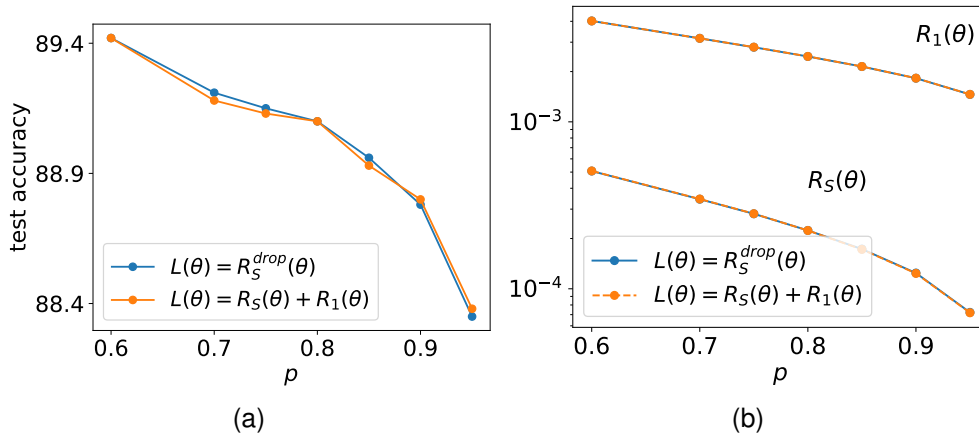 89.4
88.9
88.4
test accuracy
L(θ) = R_S^{drop}(θ)
L(θ) = R_S(θ) + R_1(θ)
0.6 0.7 0.8 0.9
p
(a)
R_1(θ)
10^{-3}
R_S(θ)
10^{-4}
L(θ) = R_S^{drop}(θ)
L(θ) = R_S(θ) + R_1(θ)
0.6 0.7 0.8 0.9
p
(b)